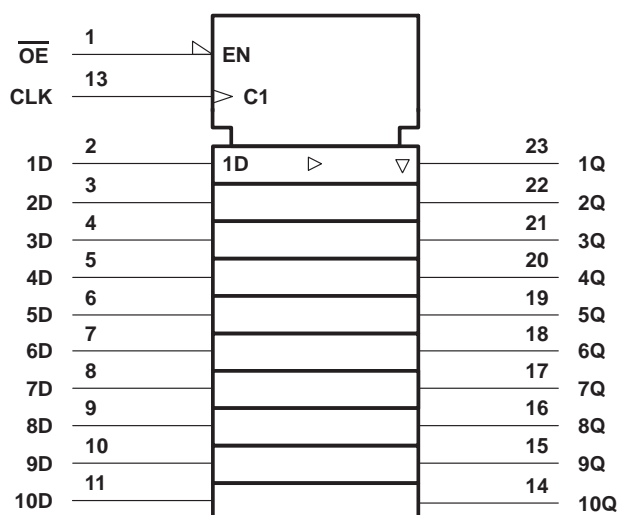 O̅E̅ 1 EN
CLK 13 C1
1D 2 1D 23 1Q
2D 3 22 2Q
3D 4 21 3Q
4D 5 20 4Q
5D 6 19 5Q
6D 7 18 6Q
7D 8 17 7Q
8D 9 16 8Q
9D 10 15 9Q
10D 11 14 10Q